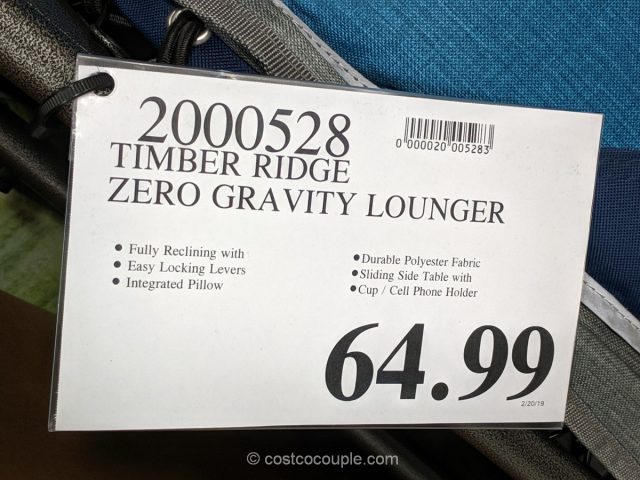 2000528
0 000020 005283
TIMBER RIDGE
ZERO GRAVITY LOUNGER
• Fully Reclining with
• Easy Locking Levers
• Integrated Pillow
• Durable Polyester Fabric
• Sliding Side Table with
• Cup / Cell Phone Holder
64.99
2/20/19
© costcocouple.com